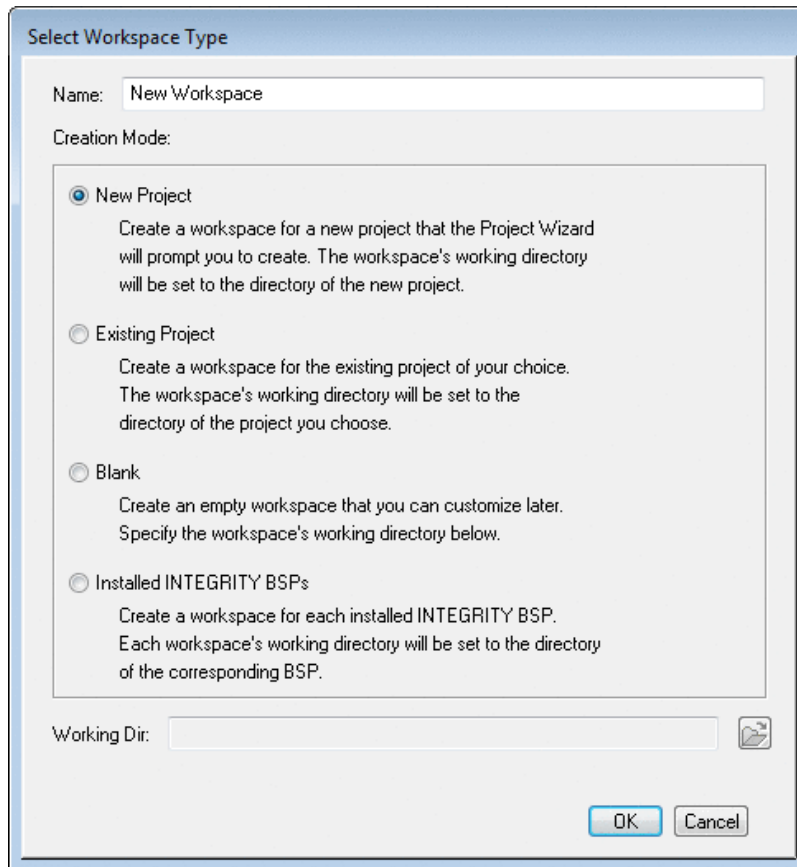 Select Workspace Type
Name: New Workspace
Creation Mode:
New Project
Create a workspace for a new project that the Project Wizard
will prompt you to create. The workspace's working directory
will be set to the directory of the new project.
Existing Project
Create a workspace for the existing project of your choice.
The workspace's working directory will be set to the
directory of the project you choose.
Blank
Create an empty workspace that you can customize later.
Specify the workspace's working directory below.
Installed INTEGRITY BSPs
Create a workspace for each installed INTEGRITY BSP.
Each workspace's working directory will be set to the directory
of the corresponding BSP.
Working Dir:
OK Cancel